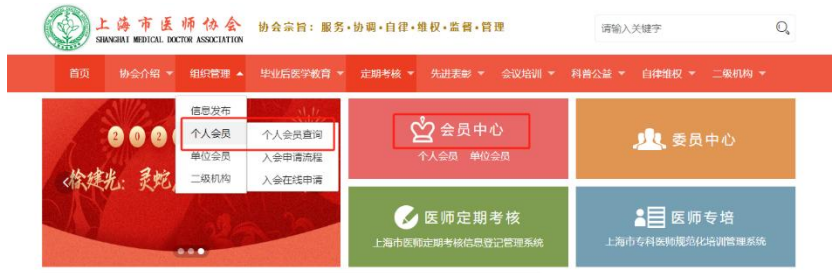 上海市医师协会
SHANGHAI MEDICAL DOCTOR ASSOCIATION
协会宗旨：服务·协调·自律·维权·监督·管理
请输入关键字
首页 协会介绍 组织管理 毕业后医学教育 定期考核 先进表彰 会议培训 科普公益 自律维权 二级机构
信息发布
个人会员 个人会员查询
单位会员 入会申请流程
二级机构 入会在线申请
2 0 2
徐建光：灵蛇
会员中心
个人会员 单位会员
委员中心
医师定期考核
上海市医师定期考核信息登记管理系统
医师专培
上海市专科医师规范化培训管理系统